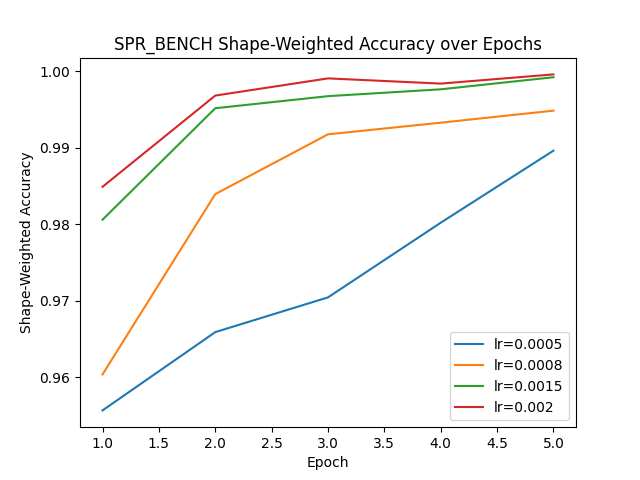 SPR_BENCH Shape-Weighted Accuracy over Epochs
1.00
0.99
0.98
0.97
0.96
Shape-Weighted Accuracy
1.0 1.5 2.0 2.5 3.0 3.5 4.0 4.5 5.0
Epoch
lr=0.0005
lr=0.0008
lr=0.0015
lr=0.002